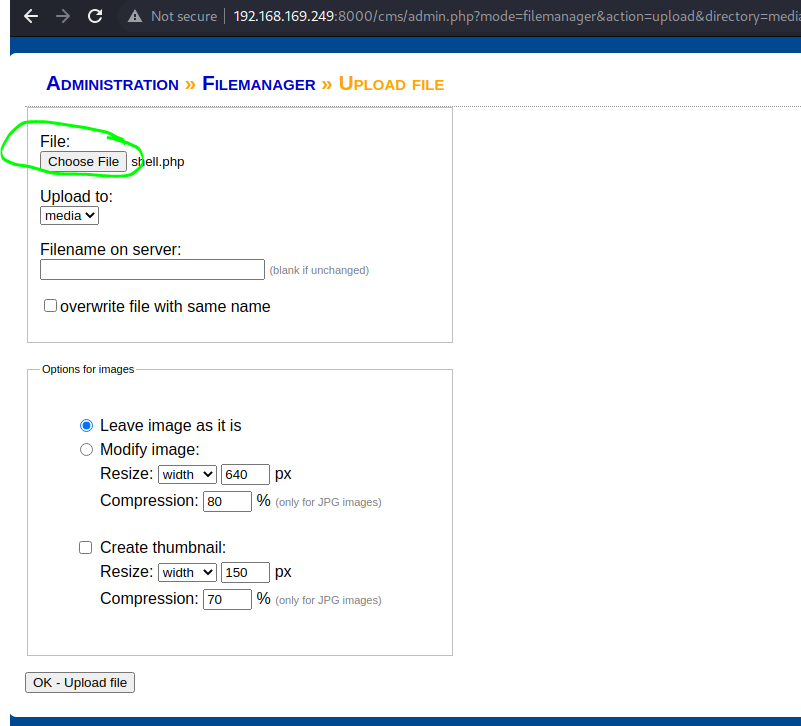 Not secure 192.168.169.249:8000/cms/admin.php?mode=filemanager&action=upload&directory=media
Administration » Filemanager » Upload file
File:
Choose File shell.php
Upload to:
media
Filename on server:
(blank if unchanged)
overwrite file with same name
Options for images
Leave image as it is
Modify image:
Resize: width 640 px
Compression: 80 % (only for JPG images)
Create thumbnail:
Resize: width 150 px
Compression: 70 % (only for JPG images)
OK - Upload file